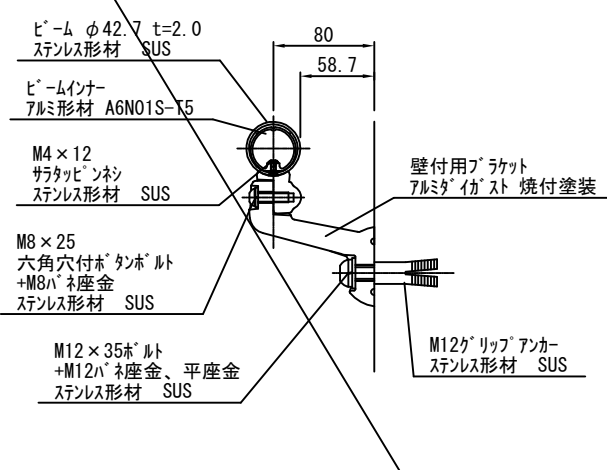 ビーム φ42.7 t=2.0
ステンレス形材 SUS
80
58.7
ビームインナー
アルミ形材 A6N01S-T5
M4×12
サラタッピンネシ
ステンレス形材 SUS
壁付用ブラケット
アルミダイガスト 焼付塗装
M8×25
六角穴付ボタンボルト
+M8バネ座金
ステンレス形材 SUS
M12×35ボルト
+M12バネ座金、平座金
ステンレス形材 SUS
M12グリップアンカー
ステンレス形材 SUS